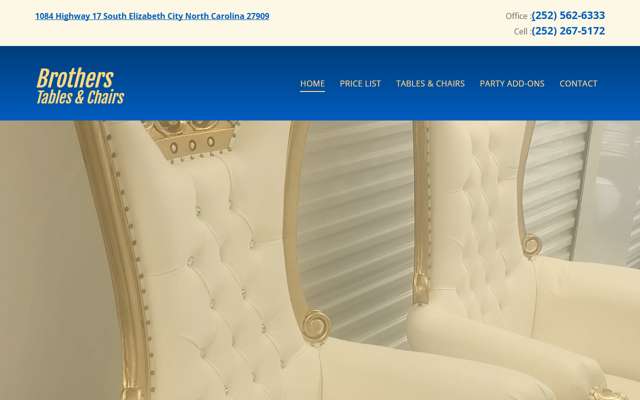 1084 Highway 17 South Elizabeth City North Carolina 27909
Office :(252) 562-6333
Cell :(252) 267-5172
Brothers
Tables & Chairs
HOME PRICE LIST TABLES & CHAIRS PARTY ADD-ONS CONTACT